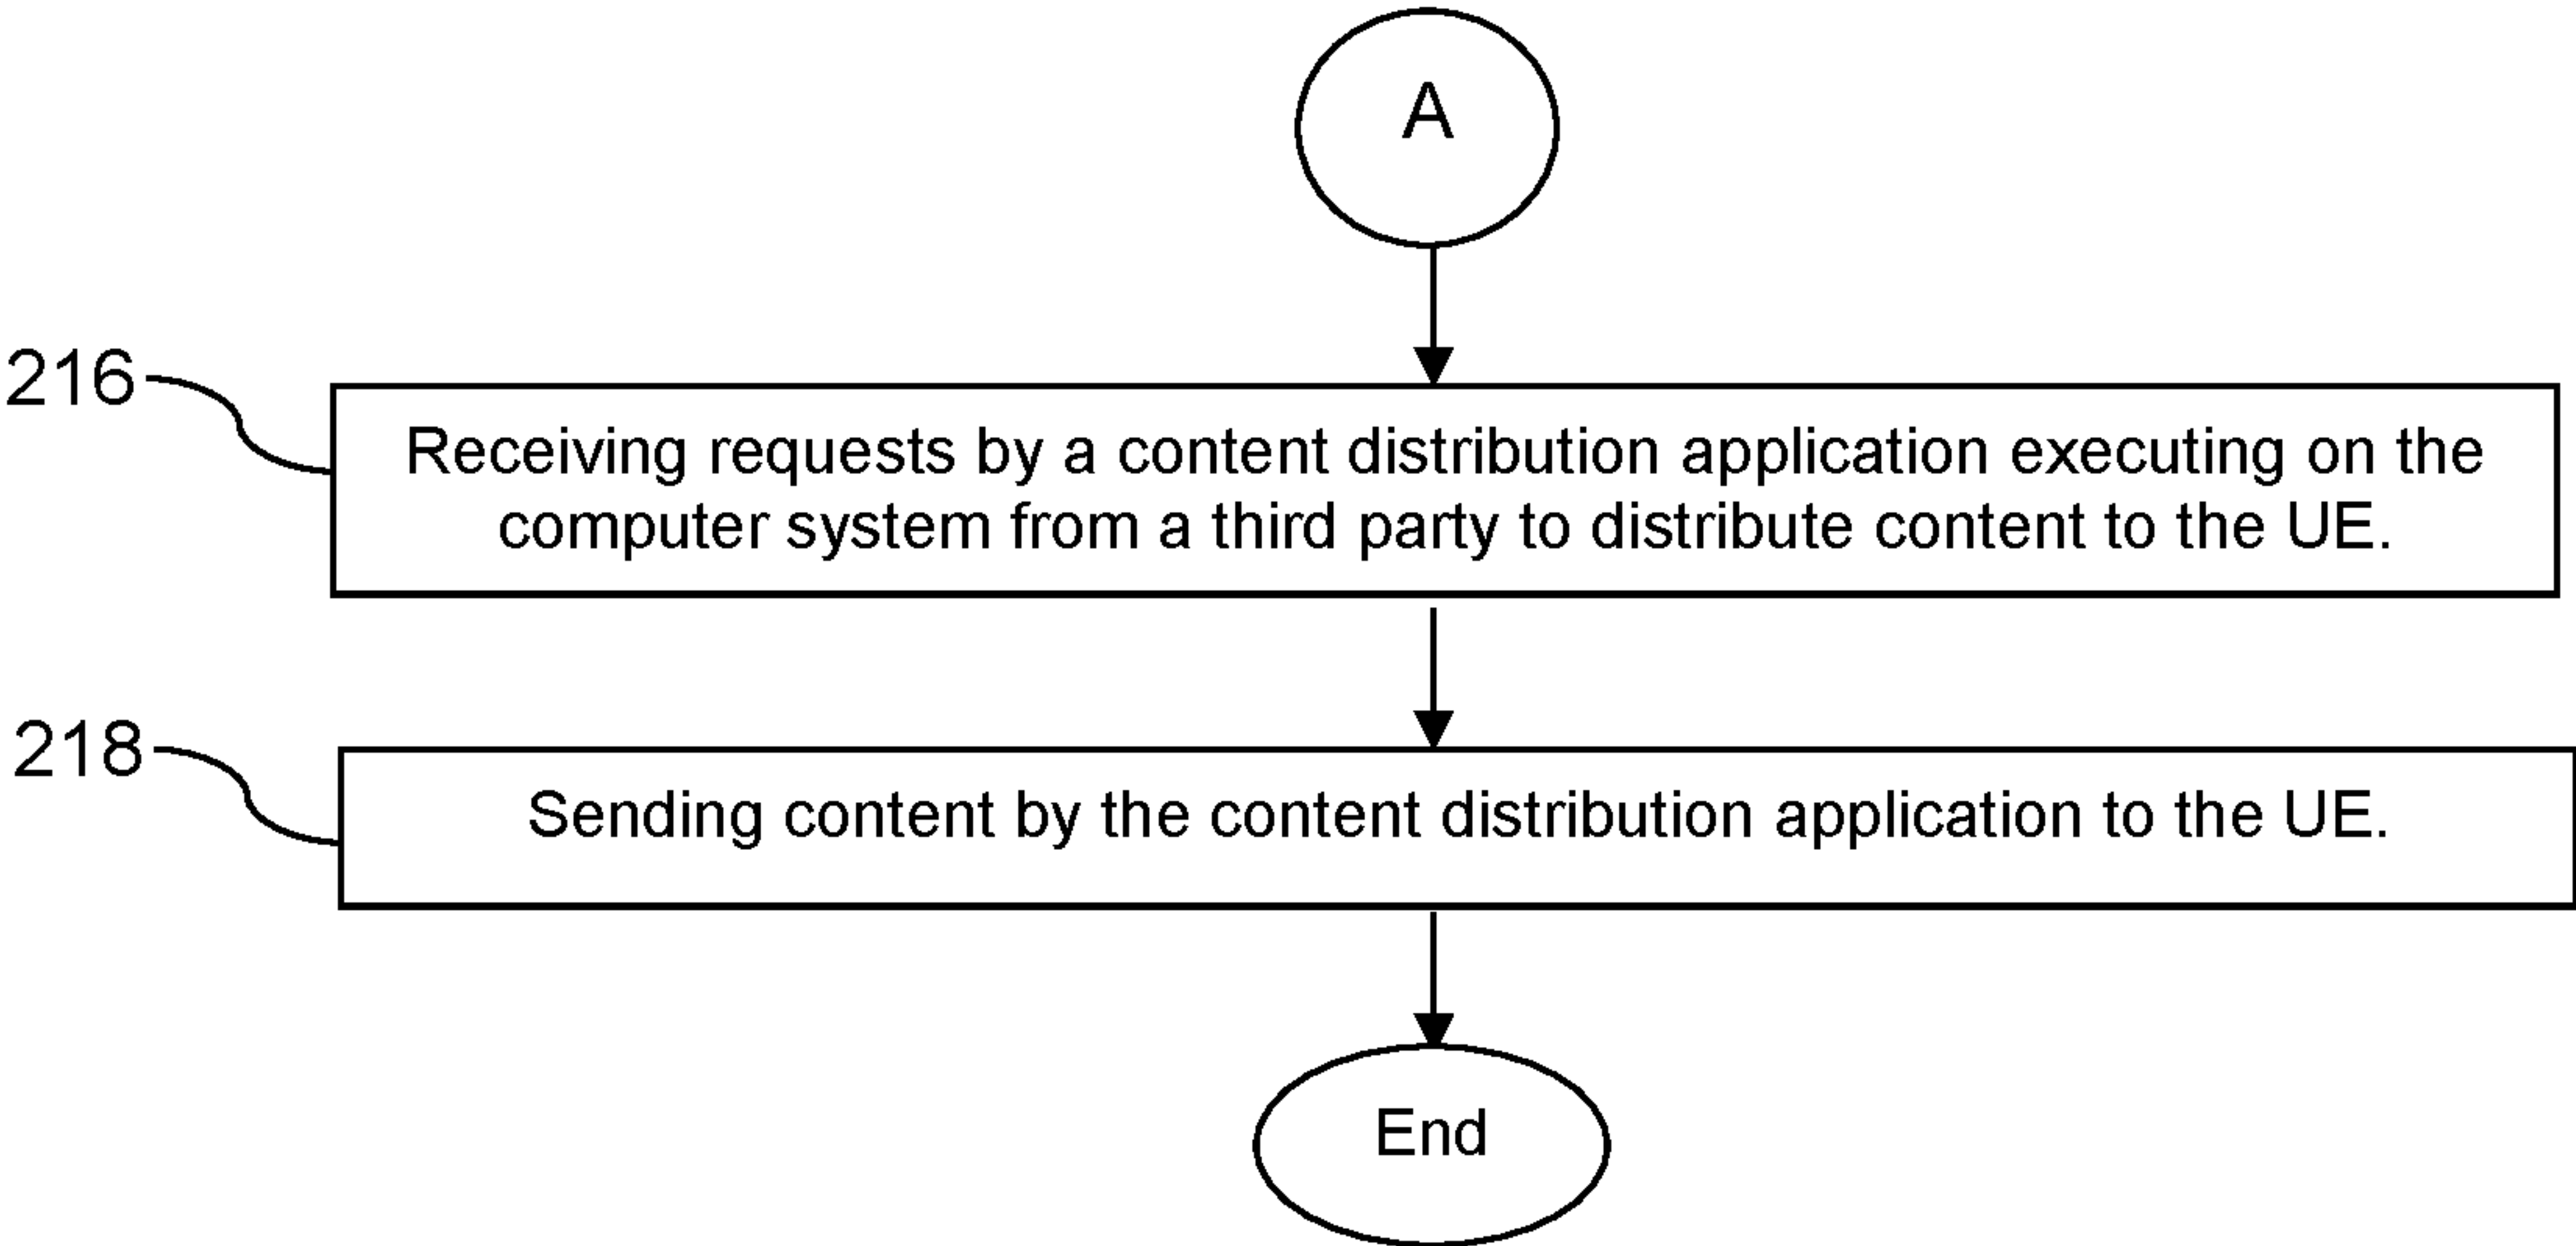 A
216
Receiving requests by a content distribution application executing on the
computer system from a third party to distribute content to the UE.
218
Sending content by the content distribution application to the UE.
End